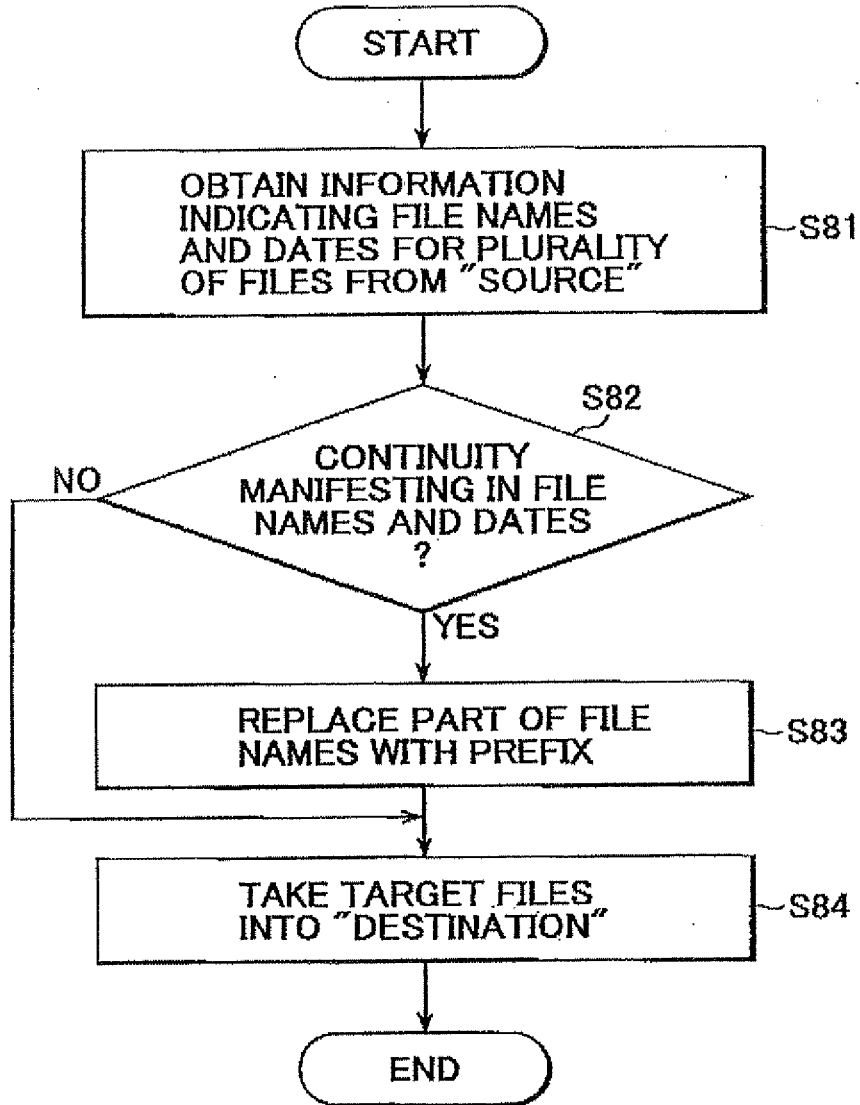 START
OBTAIN INFORMATION
INDICATING FILE NAMES
AND DATES FOR PLURALITY
OF FILES FROM "SOURCE"
S81
S82
CONTINUITY
MANIFESTING IN FILE
NAMES AND DATES
?
NO
YES
REPLACE PART OF FILE
NAMES WITH PREFIX
S83
TAKE TARGET FILES
INTO "DESTINATION"
S84
END